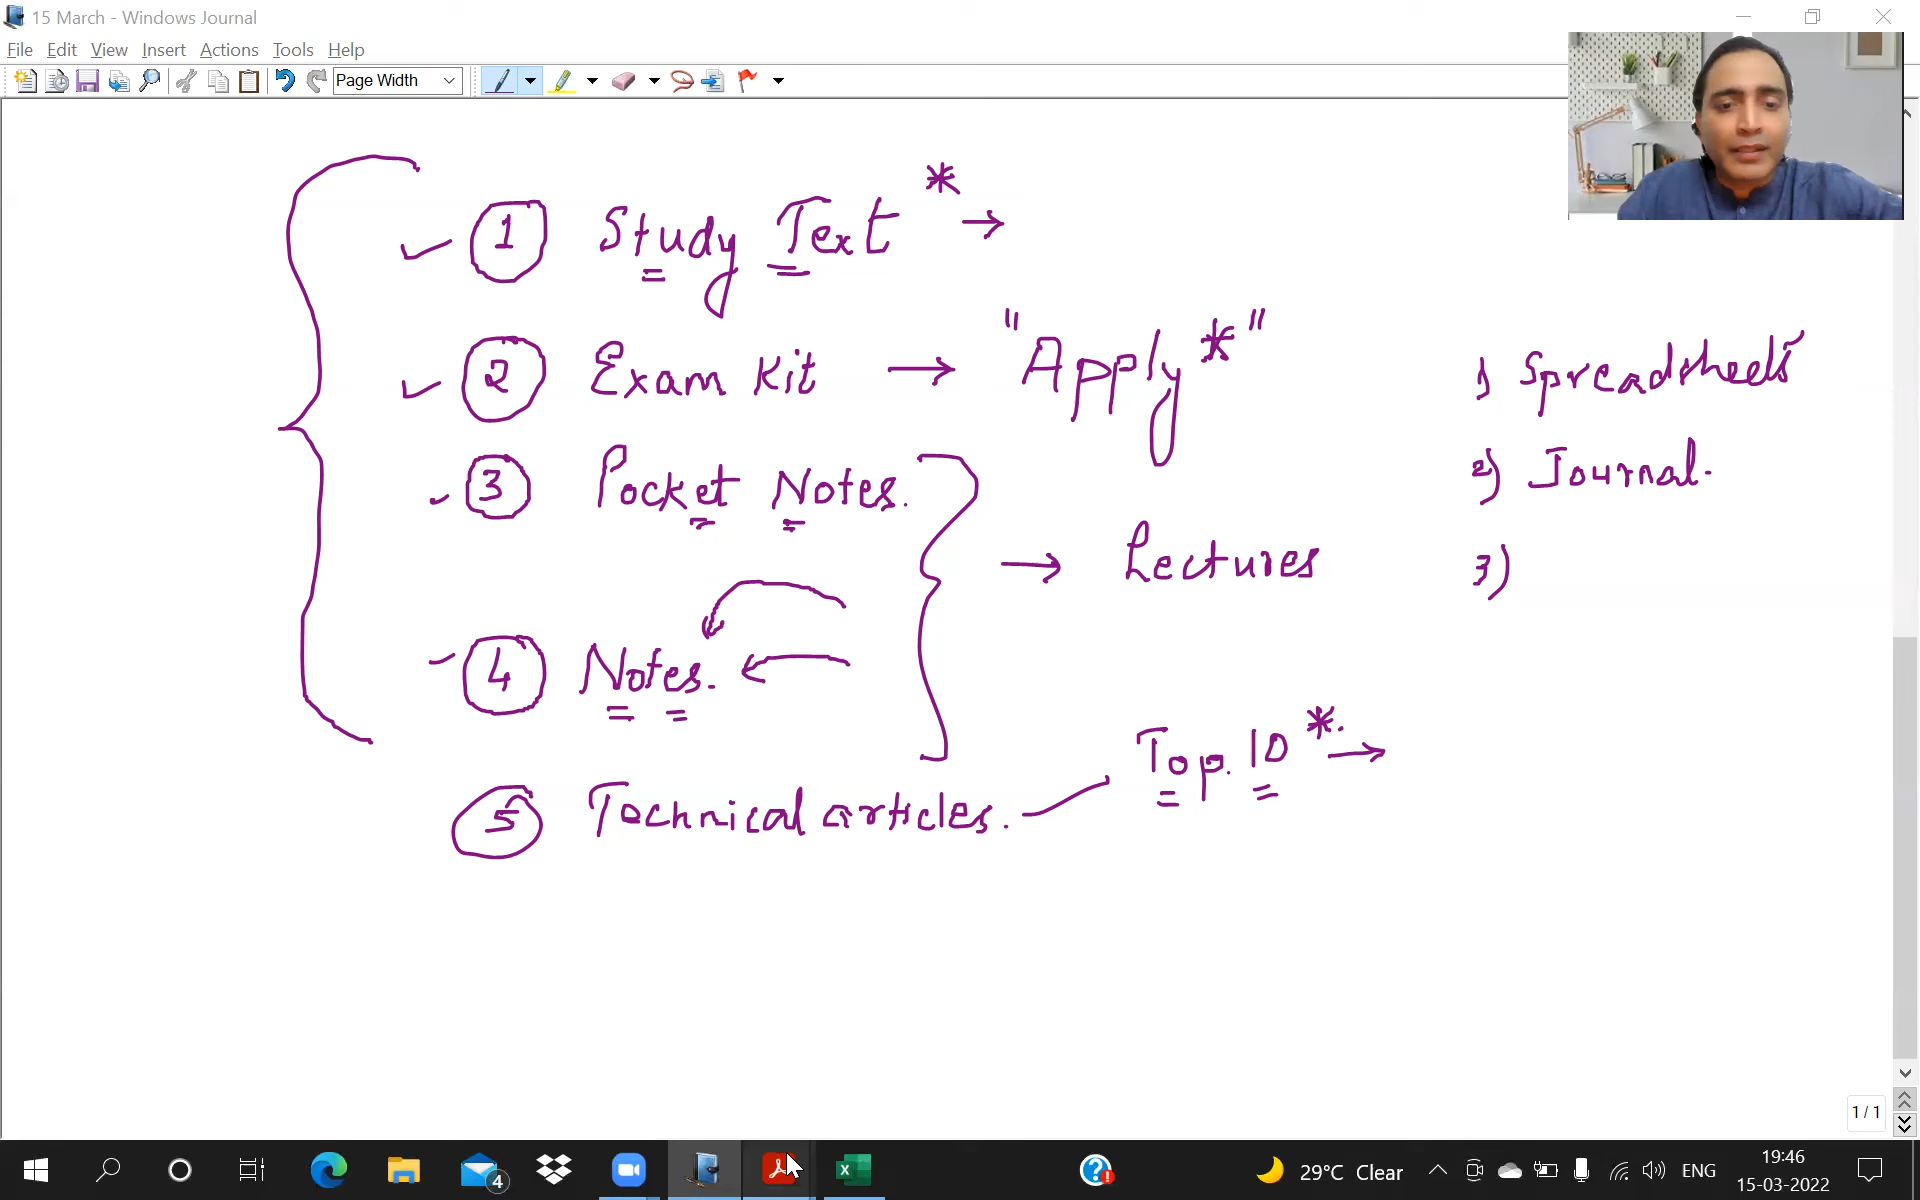 15 March - Windows Journal
File Edit View Insert Actions Tools Help
Page Width
1 Study Text * →
2 Exam Kit → "Apply*"
3 Pocket Notes.
→ Lectures
4 Notes.
5 Technical articles. Top. 10 *. →
1) Spreadsheets
2) Journal.
3)
1 / 1
4
29°C Clear
ENG
19:46
15-03-2022